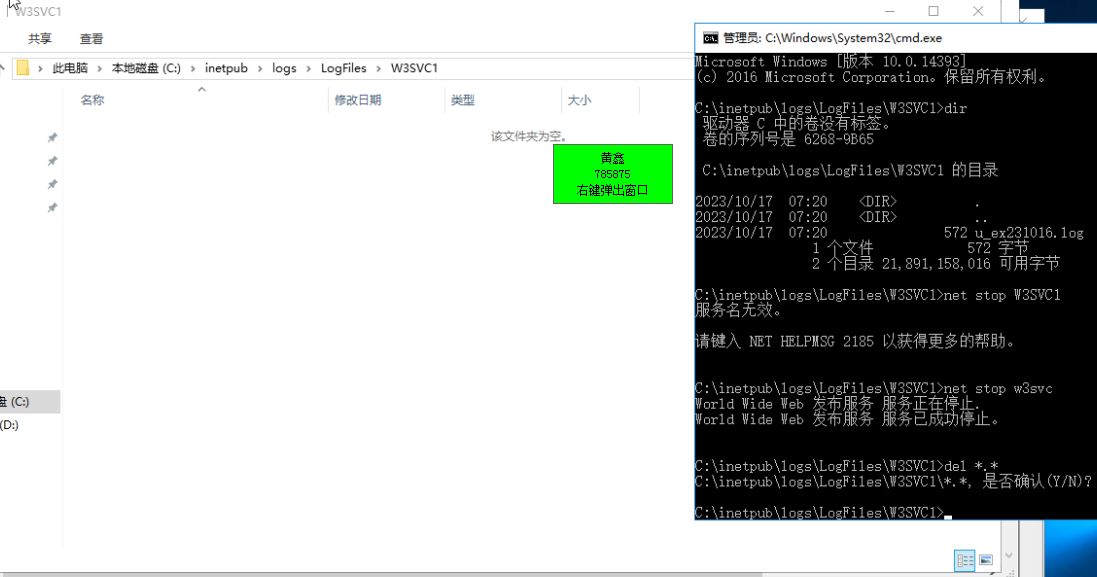 W3SVC1
共享 查看
此电脑 › 本地磁盘 (C:) › inetpub › logs › LogFiles › W3SVC1
名称 修改日期 类型 大小
该文件夹为空。
黄鑫
785875
右键弹出窗口
盘 (C:)
(D:)
管理员: C:\Windows\System32\cmd.exe
Microsoft Windows [版本 10.0.14393]
(c) 2016 Microsoft Corporation。保留所有权利。
C:\inetpub\logs\LogFiles\W3SVC1>dir
驱动器 C 中的卷没有标签。
卷的序列号是 6268-9B65
C:\inetpub\logs\LogFiles\W3SVC1 的目录
2023/10/17 07:20 <DIR> .
2023/10/17 07:20 <DIR> ..
2023/10/17 07:20 572 u_ex231016.log
1 个文件 572 字节
2 个目录 21,891,158,016 可用字节
C:\inetpub\logs\LogFiles\W3SVC1>net stop W3SVC1
服务名无效。
请键入 NET HELPMSG 2185 以获得更多的帮助。
C:\inetpub\logs\LogFiles\W3SVC1>net stop w3svc
World Wide Web 发布服务 服务正在停止.
World Wide Web 发布服务 服务已成功停止。
C:\inetpub\logs\LogFiles\W3SVC1>del *.*
C:\inetpub\logs\LogFiles\W3SVC1\*.*, 是否确认(Y/N)?
C:\inetpub\logs\LogFiles\W3SVC1>